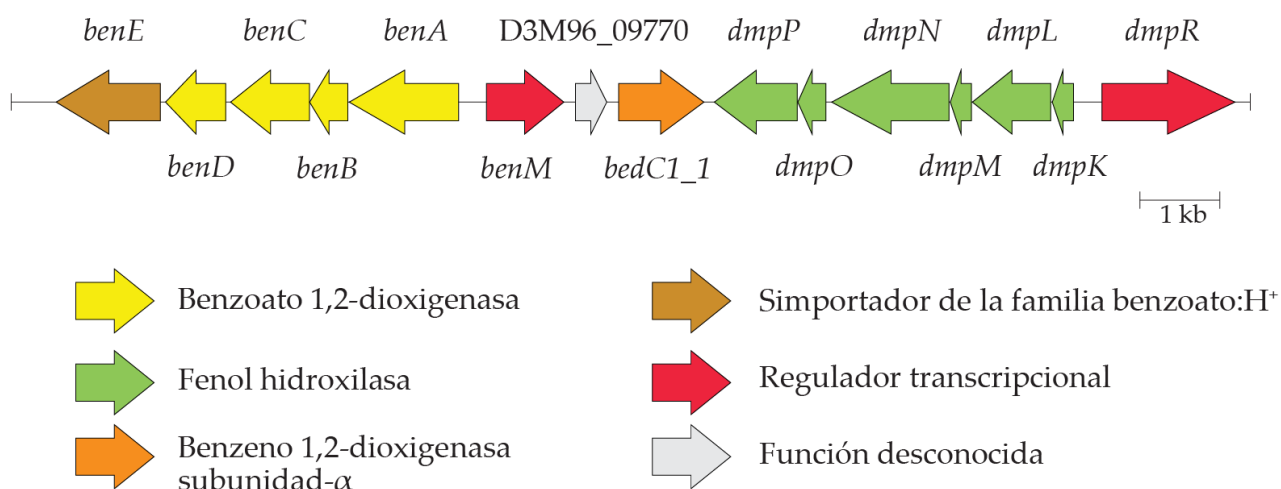 benE benC benA D3M96_09770 dmpP dmpN dmpL dmpR
benD benB benM bedC1_1 dmpO dmpM dmpK
1 kb
Benzoato 1,2-dioxigenasa
Simportador de la familia benzoato:H⁺
Fenol hidroxilasa
Regulador transcripcional
Benzeno 1,2-dioxigenasa
subunidad-α
Función desconocida